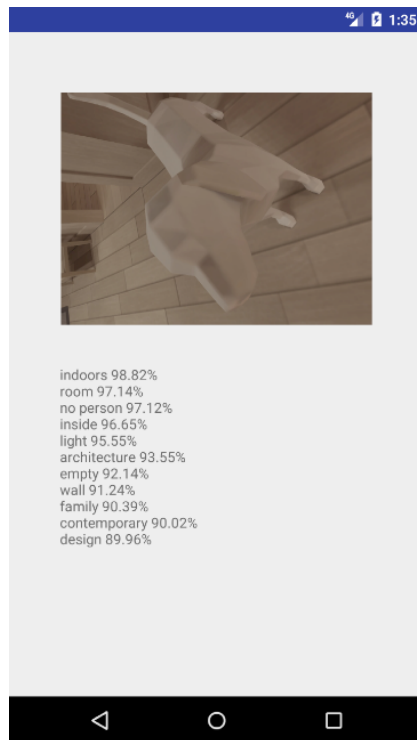 4G 1:35
indoors 98.82%
room 97.14%
no person 97.12%
inside 96.65%
light 95.55%
architecture 93.55%
empty 92.14%
wall 91.24%
family 90.39%
contemporary 90.02%
design 89.96%